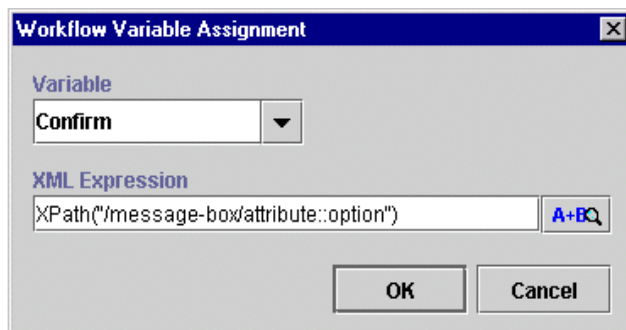 Workflow Variable Assignment
Variable
Confirm
XML Expression
XPath("/message-box/attribute::option")
A+B
OK
Cancel